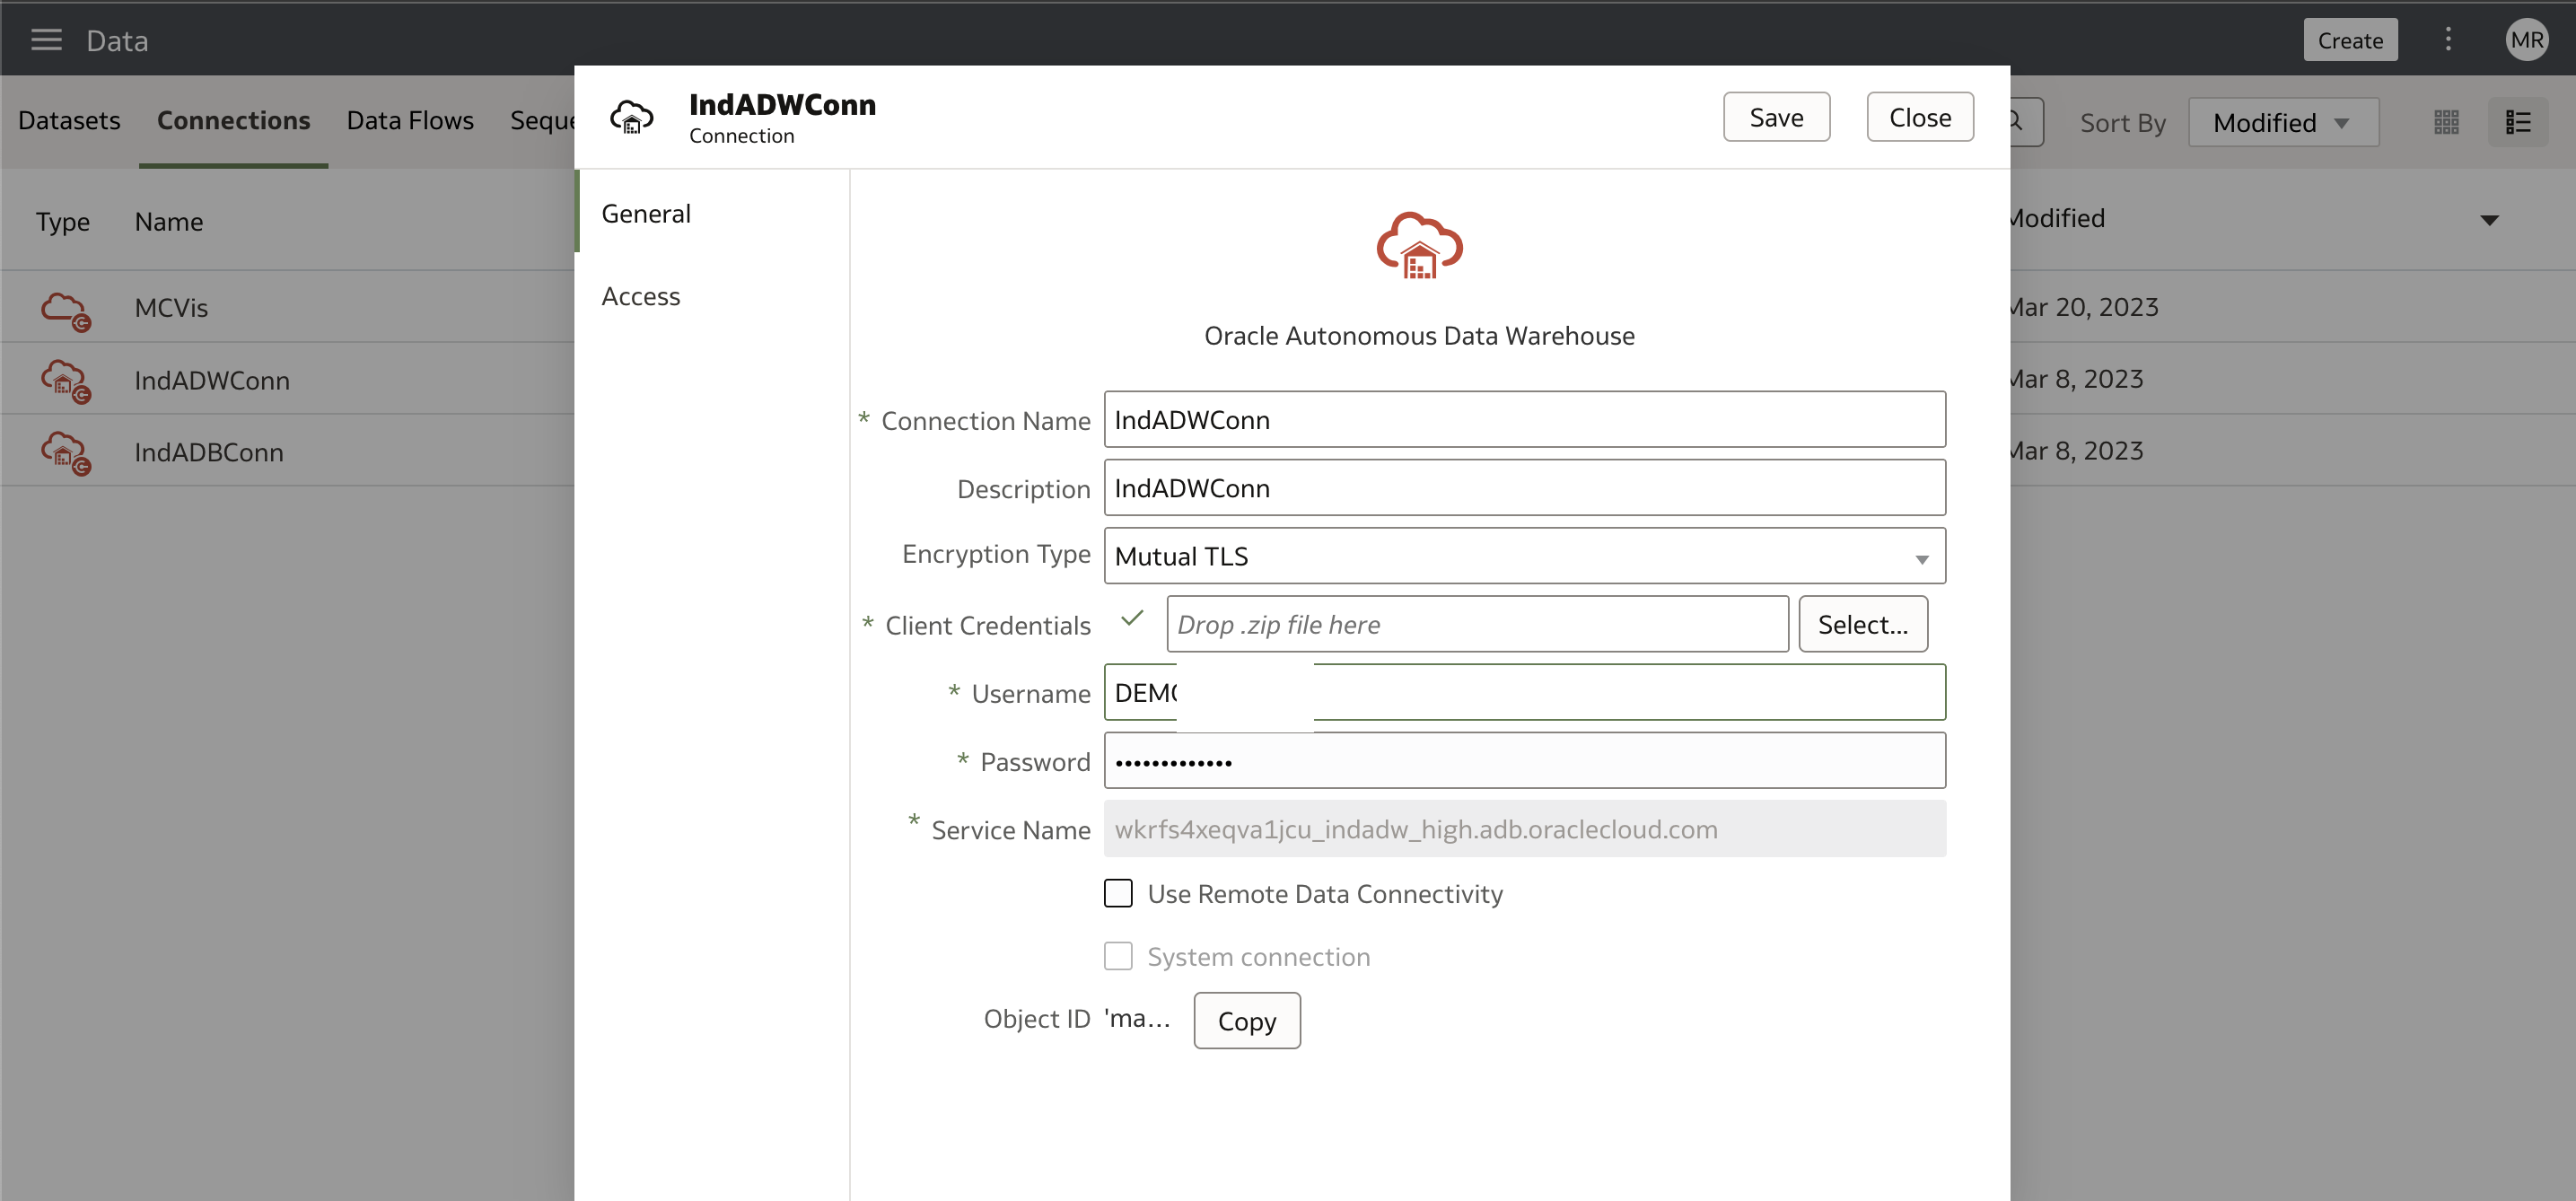 Data
Create
MR
Datasets Connections Data Flows Seque
Sort By Modified
Type Name Modified
MCVis Mar 20, 2023
IndADWConn Mar 8, 2023
IndADBConn Mar 8, 2023
IndADWConn
Connection
Save Close
General
Access
Oracle Autonomous Data Warehouse
* Connection Name IndADWConn
Description IndADWConn
Encryption Type Mutual TLS
* Client Credentials Drop .zip file here Select...
* Username DEMO
* Password •••••••••••••
* Service Name wkrfs4xeqva1jcu_indadw_high.adb.oraclecloud.com
Use Remote Data Connectivity
System connection
Object ID 'ma... Copy